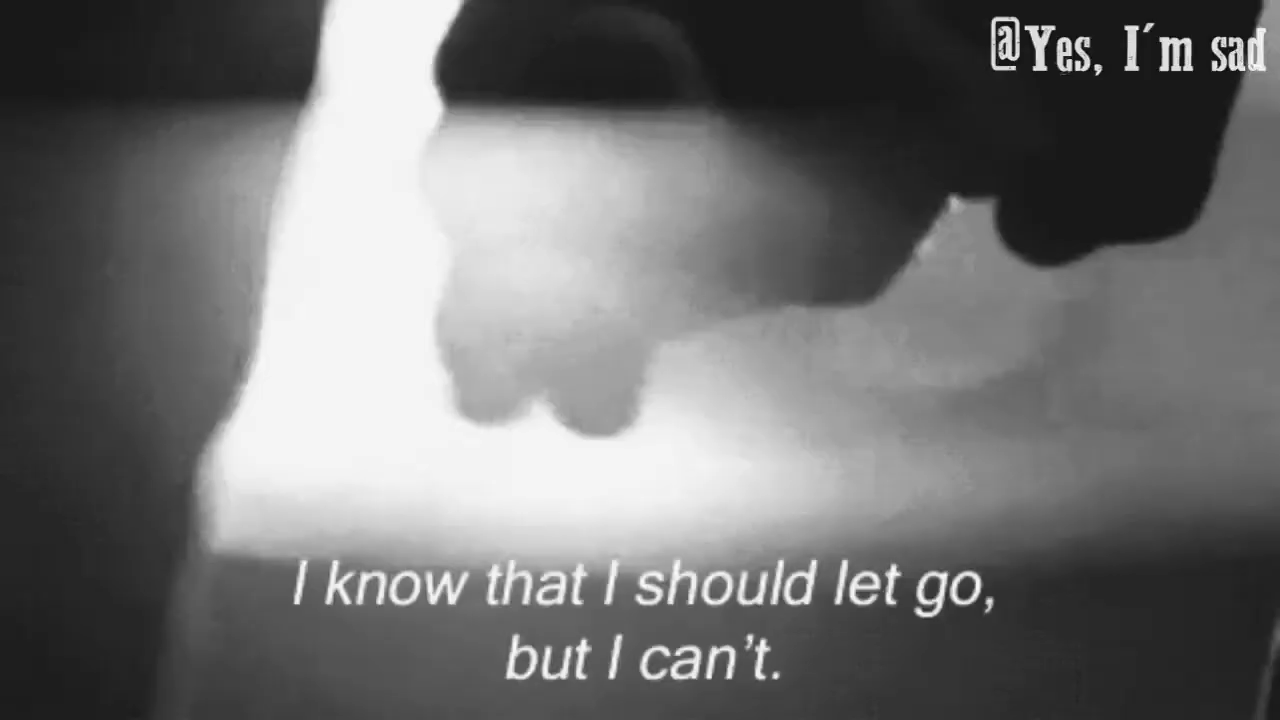 @Yes, I´m sad
I know that I should let go,
but I can't.